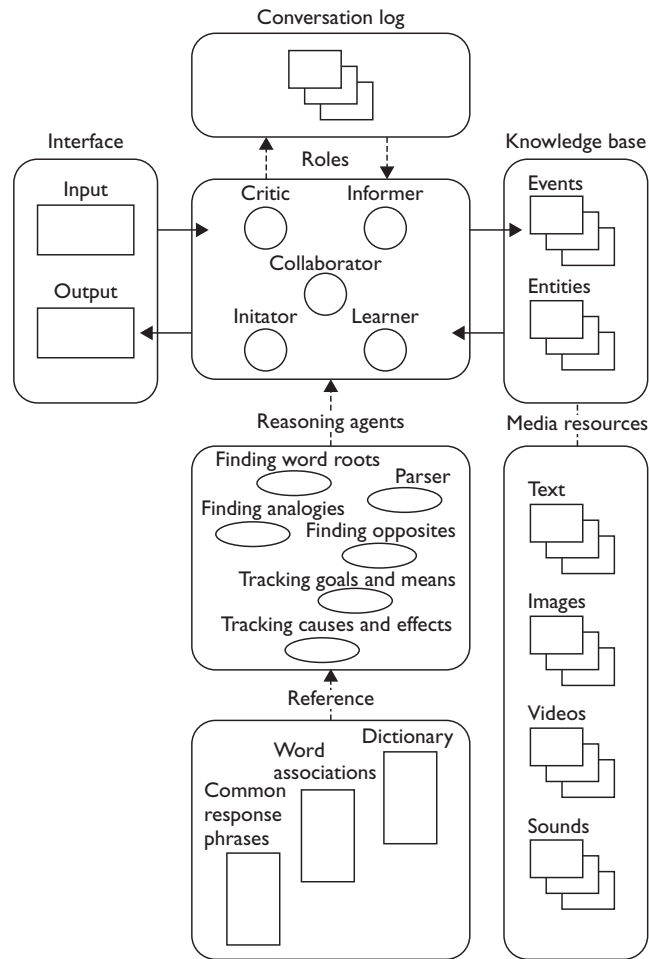 Conversation log
Interface
Roles
Knowledge base
Input
Critic
Informer
Events
Collaborator
Output
Entities
Initator
Learner
Reasoning agents
Media resources
Finding word roots
Parser
Text
Finding analogies
Finding opposites
Tracking goals and means
Images
Tracking causes and effects
Reference
Videos
Dictionary
Word
associations
Common
response
phrases
Sounds